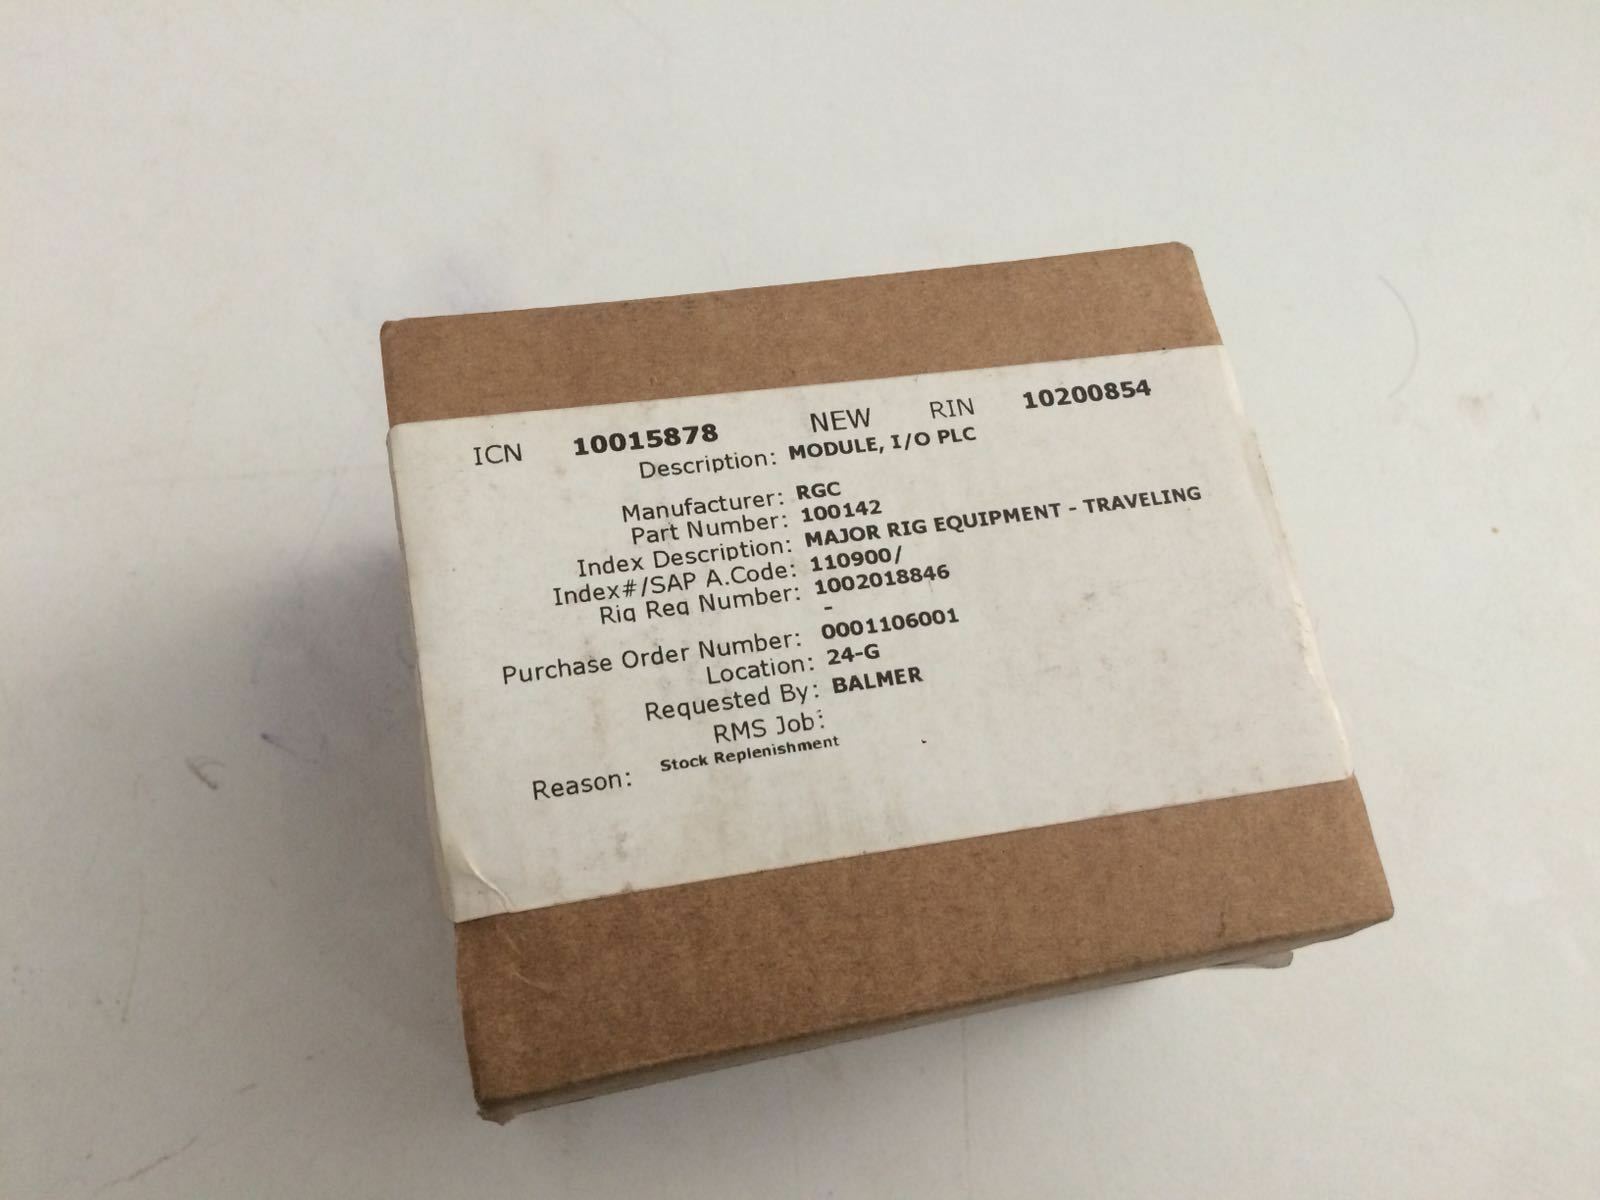 ICN 10015878 NEW RIN 10200854
Description: MODULE, I/O PLC
Manufacturer: RGC
Part Number: 100142
Index Description: MAJOR RIG EQUIPMENT - TRAVELING
Index#/SAP A.Code: 110900/
Rig Req Number: 1002018846
-
Purchase Order Number: 0001106001
Location: 24-G
Requested By: BALMER
RMS Job:
Reason: Stock Replenishment